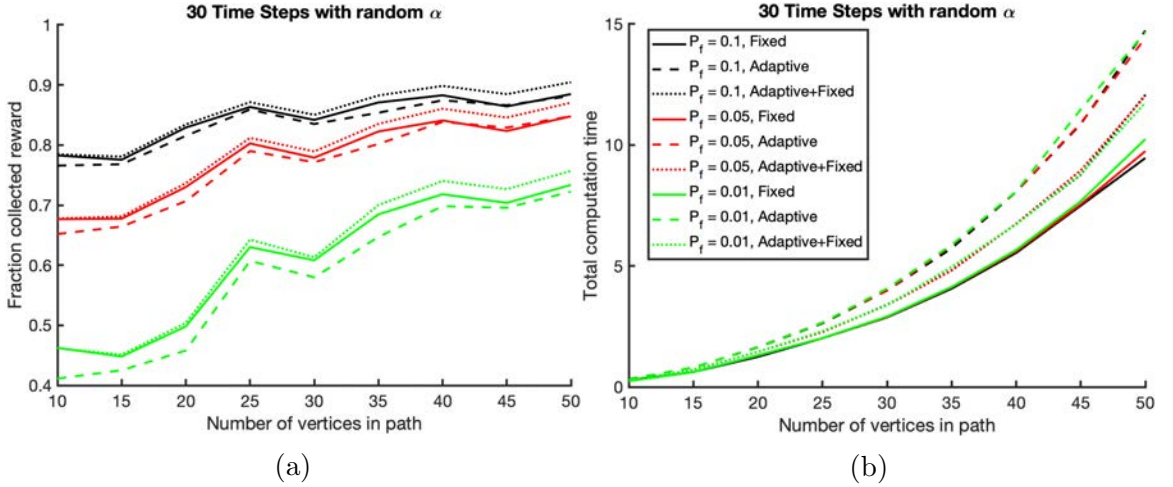 30 Time Steps with random α
1
0.9
0.8
0.7
0.6
0.5
0.4
Fraction collected reward
10 15 20 25 30 35 40 45 50
Number of vertices in path
(a)
30 Time Steps with random α
15
10
5
0
Total computation time
P_f = 0.1, Fixed
P_f = 0.1, Adaptive
P_f = 0.1, Adaptive+Fixed
P_f = 0.05, Fixed
P_f = 0.05, Adaptive
P_f = 0.05, Adaptive+Fixed
P_f = 0.01, Fixed
P_f = 0.01, Adaptive
P_f = 0.01, Adaptive+Fixed
10 15 20 25 30 35 40 45 50
Number of vertices in path
(b)